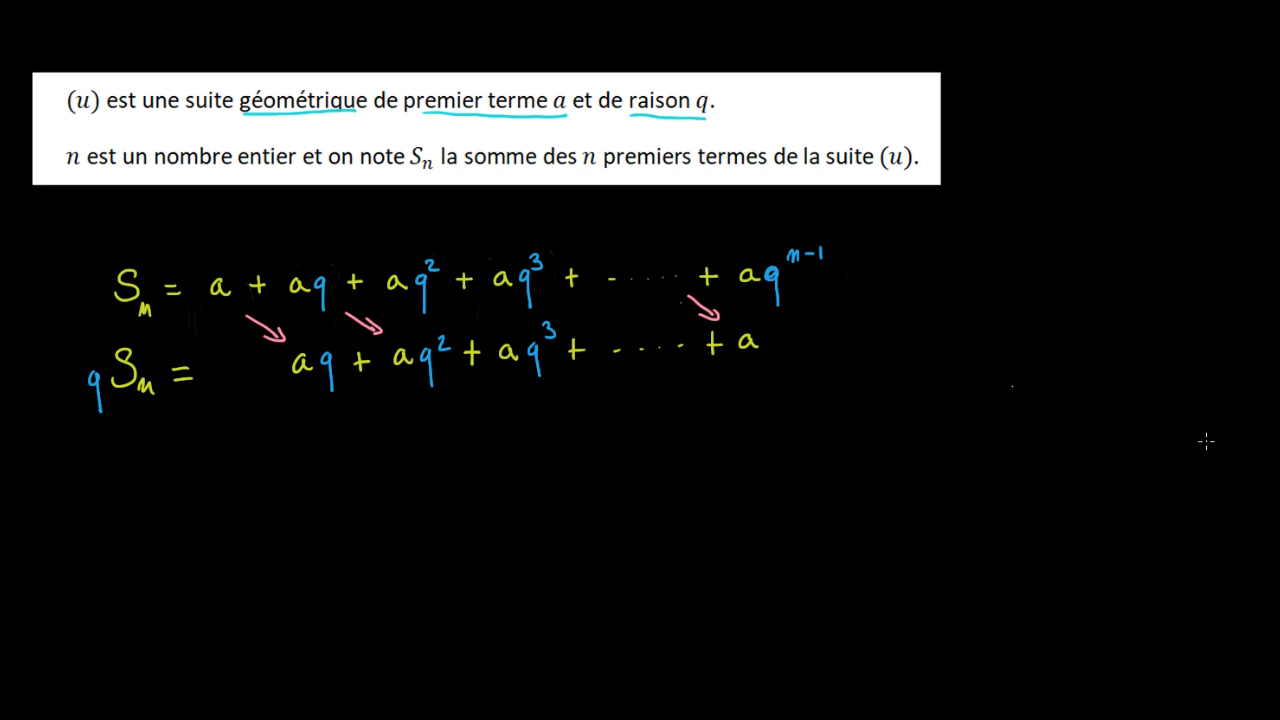 (u) est une suite géométrique de premier terme a et de raison q.
n est un nombre entier et on note Sₙ la somme des n premiers termes de la suite (u).
Sₙ = a + aq + aq² + aq³ + ...... + aqⁿ⁻¹
qSₙ = aq + aq² + aq³ + ...... + a